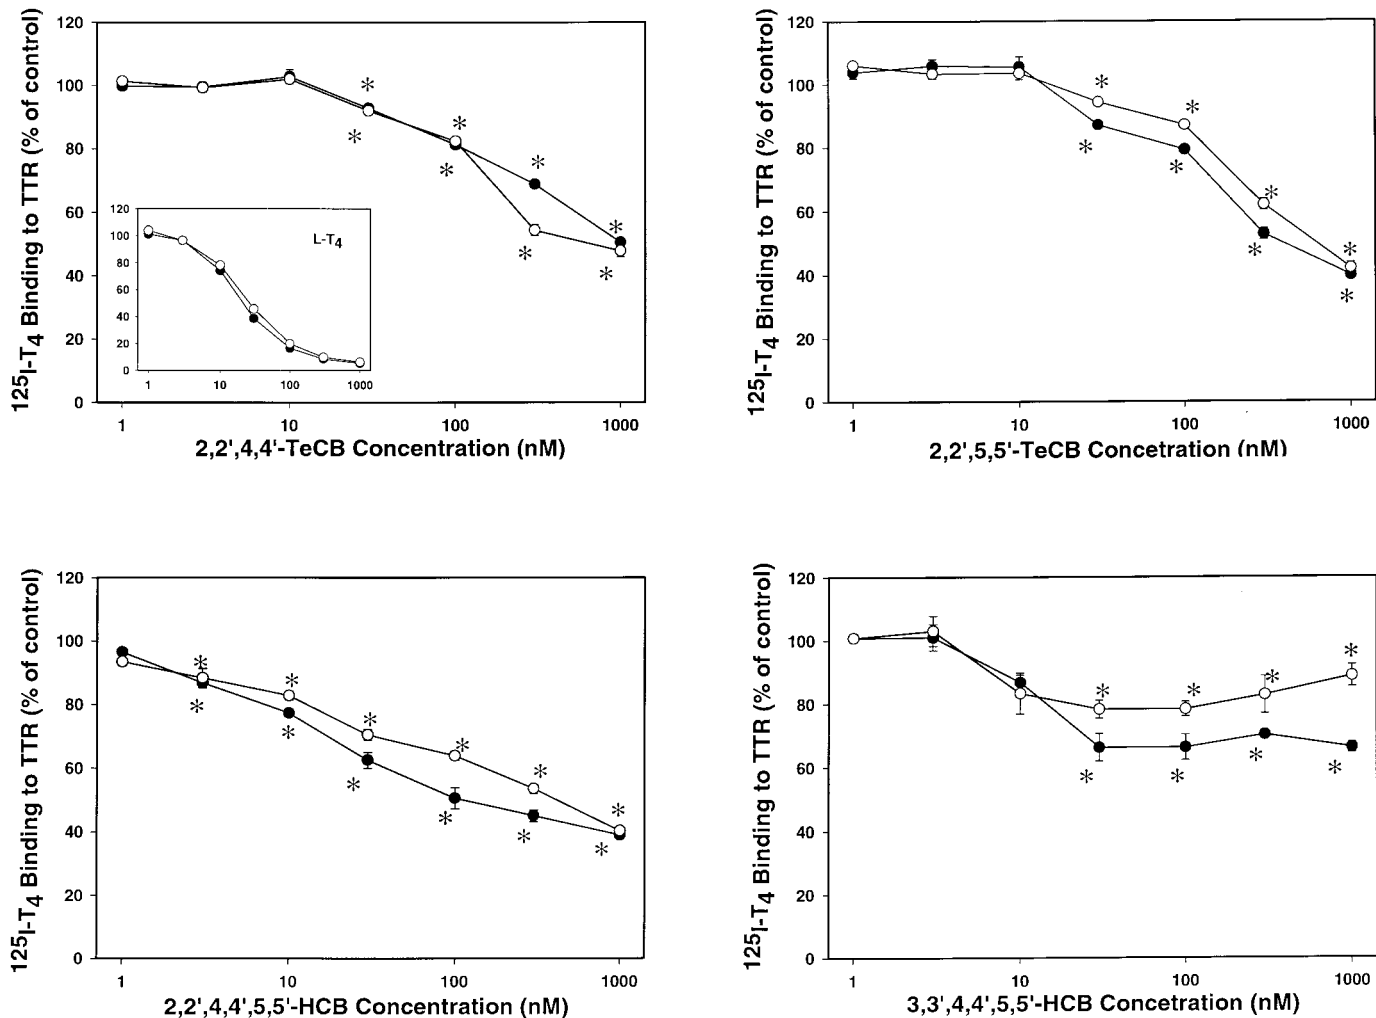 125I-T4 Binding to TTR (% of control)
120
100
80
60
40
20
0
* * * * * * * *
120
100
80
60
40
20
0
L-T4
1 10 100 1000
1 10 100 1000
2,2',4,4'-TeCB Concentration (nM)
125I-T4 Binding to TTR (% of control)
120
100
80
60
40
20
0
* * * * * * * *
1 10 100 1000
2,2',5,5'-TeCB Concetration (nM)
125I-T4 Binding to TTR (% of control)
120
100
80
60
40
20
0
* * * * * * * * * * * *
1 10 100 1000
2,2',4,4',5,5'-HCB Concentration (nM)
125I-T4 Binding to TTR (% of control)
120
100
80
60
40
20
0
* * * * * * * *
1 10 100 1000
3,3',4,4',5,5'-HCB Concetration (nM)